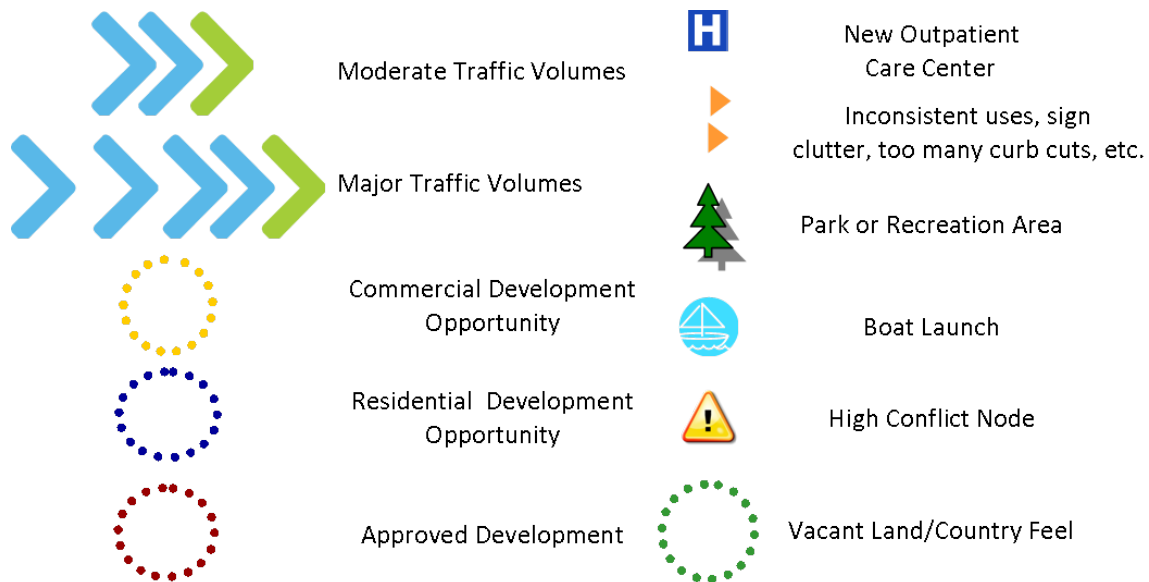 Moderate Traffic Volumes
Major Traffic Volumes
Commercial Development
Opportunity
Residential Development
Opportunity
Approved Development
H
New Outpatient
Care Center
Inconsistent uses, sign
clutter, too many curb cuts, etc.
Park or Recreation Area
Boat Launch
!
High Conflict Node
Vacant Land/Country Feel